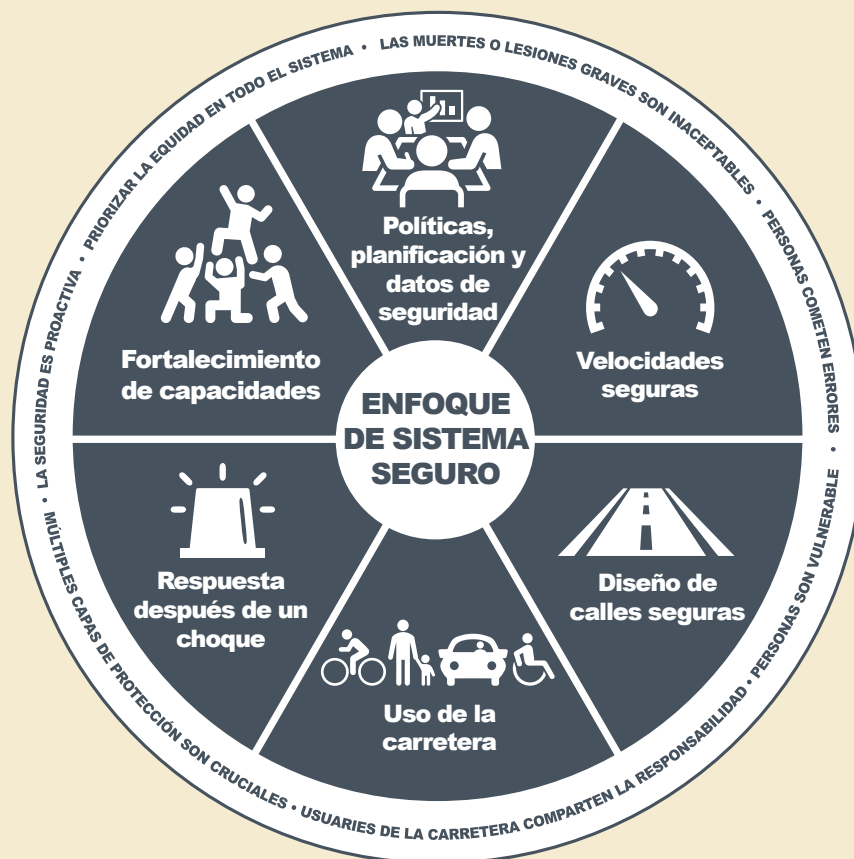 LAS MUERTES O LESIONES GRAVES SON INACEPTABLES •
PERSONAS COMETEN ERRORES •
PERSONAS SON VULNERABLE •
USUARIES DE LA CARRETERA COMPARTEN LA RESPONSABILIDAD •
MÚLTIPLES CAPAS DE PROTECCIÓN SON CRUCIALES •
LA SEGURIDAD ES PROACTIVA •
PRIORIZAR LA EQUIDAD EN TODO EL SISTEMA •
Políticas,
planificación y
datos de
seguridad
Velocidades
seguras
Diseño de
calles seguras
Uso de la
carretera
Respuesta
después de un
choque
Fortalecimiento
de capacidades
ENFOQUE
DE SISTEMA
SEGURO